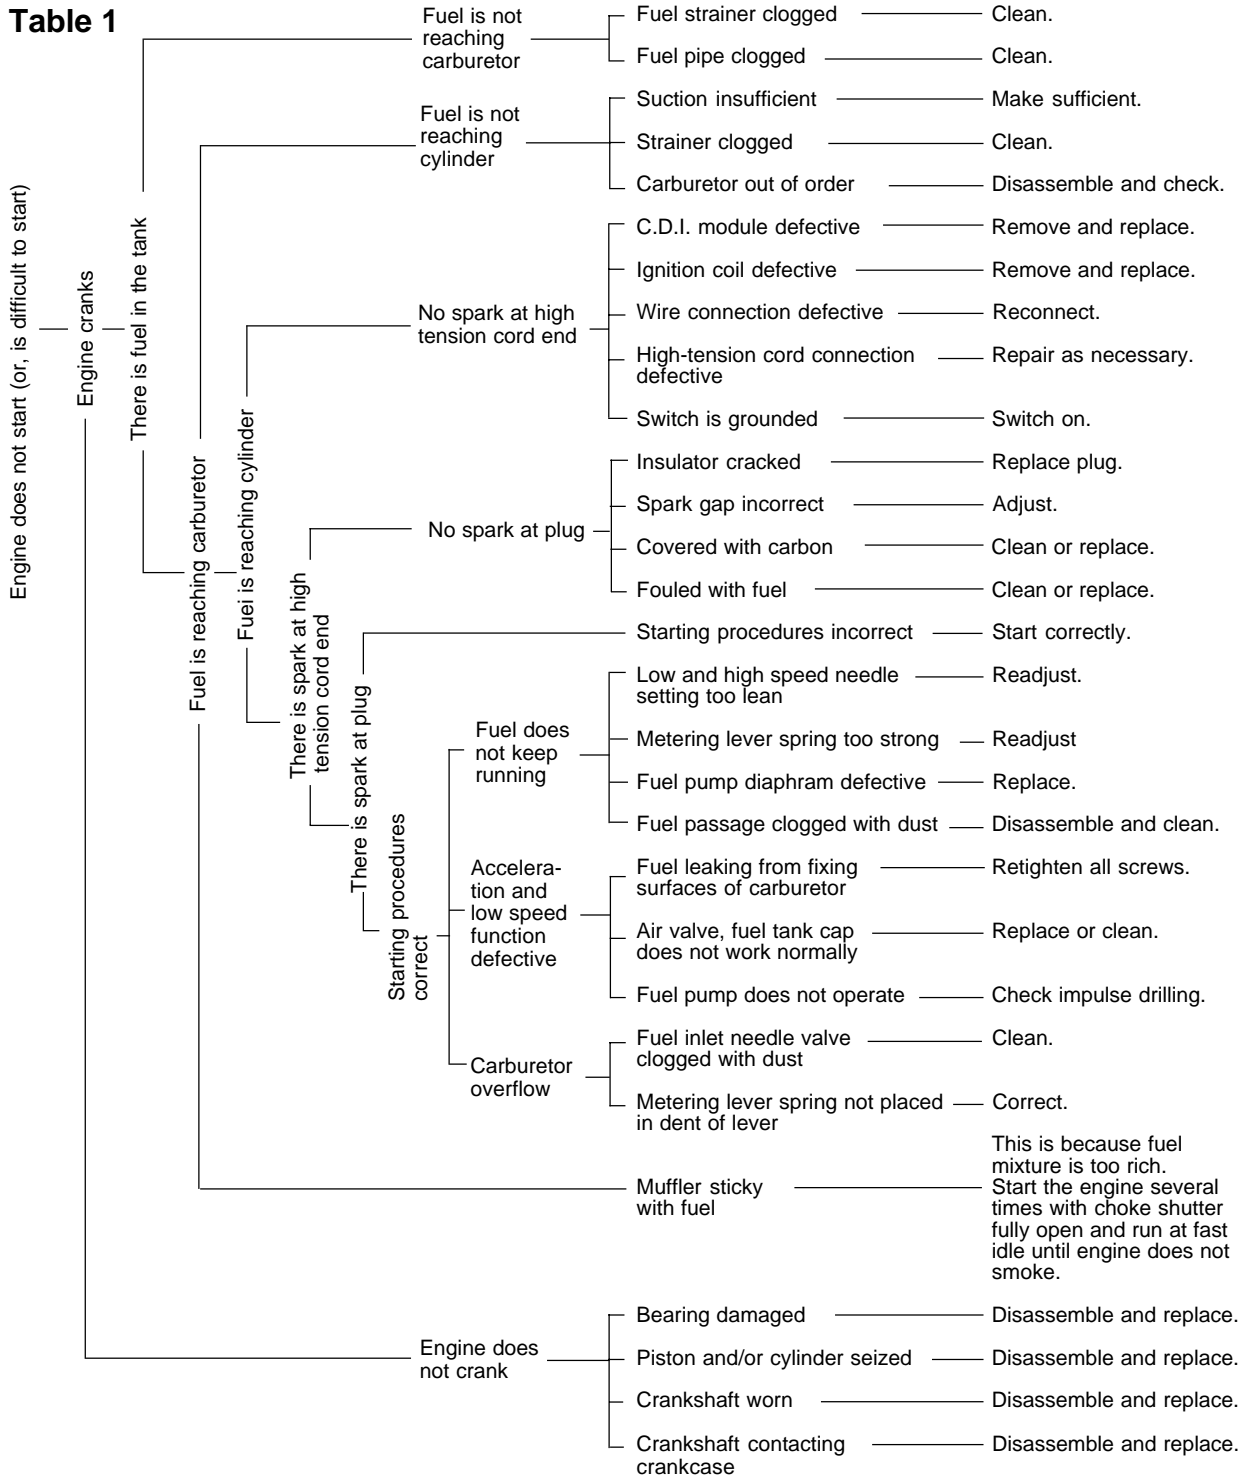 Table 1
Engine does not start (or, is difficult to start)
Engine cranks
There is fuel in the tank
Fuel is not
reaching
carburetor
Fuel strainer clogged
Clean.
Fuel pipe clogged
Clean.
Fuel is reaching carburetor
Fuel is not
reaching
cylinder
Suction insufficient
Make sufficient.
Strainer clogged
Clean.
Carburetor out of order
Disassemble and check.
Fuei is reaching cylinder
No spark at high
tension cord end
C.D.I. module defective
Remove and replace.
Ignition coil defective
Remove and replace.
Wire connection defective
Reconnect.
High-tension cord connection
defective
Repair as necessary.
Switch is grounded
Switch on.
There is spark at high
tension cord end
No spark at plug
Insulator cracked
Replace plug.
Spark gap incorrect
Adjust.
Covered with carbon
Clean or replace.
Fouled with fuel
Clean or replace.
There is spark at plug
Starting procedures incorrect
Start correctly.
Starting procedures
correct
Fuel does
not keep
running
Low and high speed needle
setting too lean
Readjust.
Metering lever spring too strong
Readjust
Fuel pump diaphram defective
Replace.
Fuel passage clogged with dust
Disassemble and clean.
Accelera-
tion and
low speed
function
defective
Fuel leaking from fixing
surfaces of carburetor
Retighten all screws.
Air valve, fuel tank cap
does not work normally
Replace or clean.
Fuel pump does not operate
Check impulse drilling.
Carburetor
overflow
Fuel inlet needle valve
clogged with dust
Clean.
Metering lever spring not placed
in dent of lever
Correct.
Muffler sticky
with fuel
This is because fuel
mixture is too rich.
Start the engine several
times with choke shutter
fully open and run at fast
idle until engine does not
smoke.
Engine does
not crank
Bearing damaged
Disassemble and replace.
Piston and/or cylinder seized
Disassemble and replace.
Crankshaft worn
Disassemble and replace.
Crankshaft contacting
crankcase
Disassemble and replace.